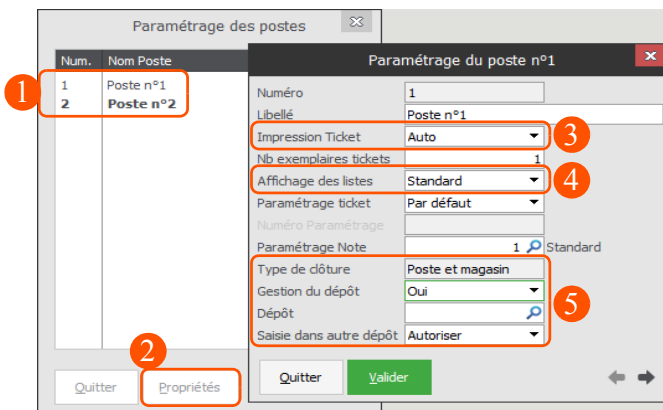 Paramétrage des postes
Num. Nom Poste
1 Poste n°1
2 Poste n°2
1
2
Quitter Propriétés
Paramétrage du poste n°1
Numéro 1
Libellé Poste n°1
Impression Ticket Auto
3
Nb exemplaires tickets 1
Affichage des listes Standard
4
Paramétrage ticket Par défaut
Numéro Paramétrage
Paramétrage Note 1 Standard
Type de clôture Poste et magasin
Gestion du dépôt Oui
5
Dépôt
Saisie dans autre dépôt Autoriser
Quitter Valider